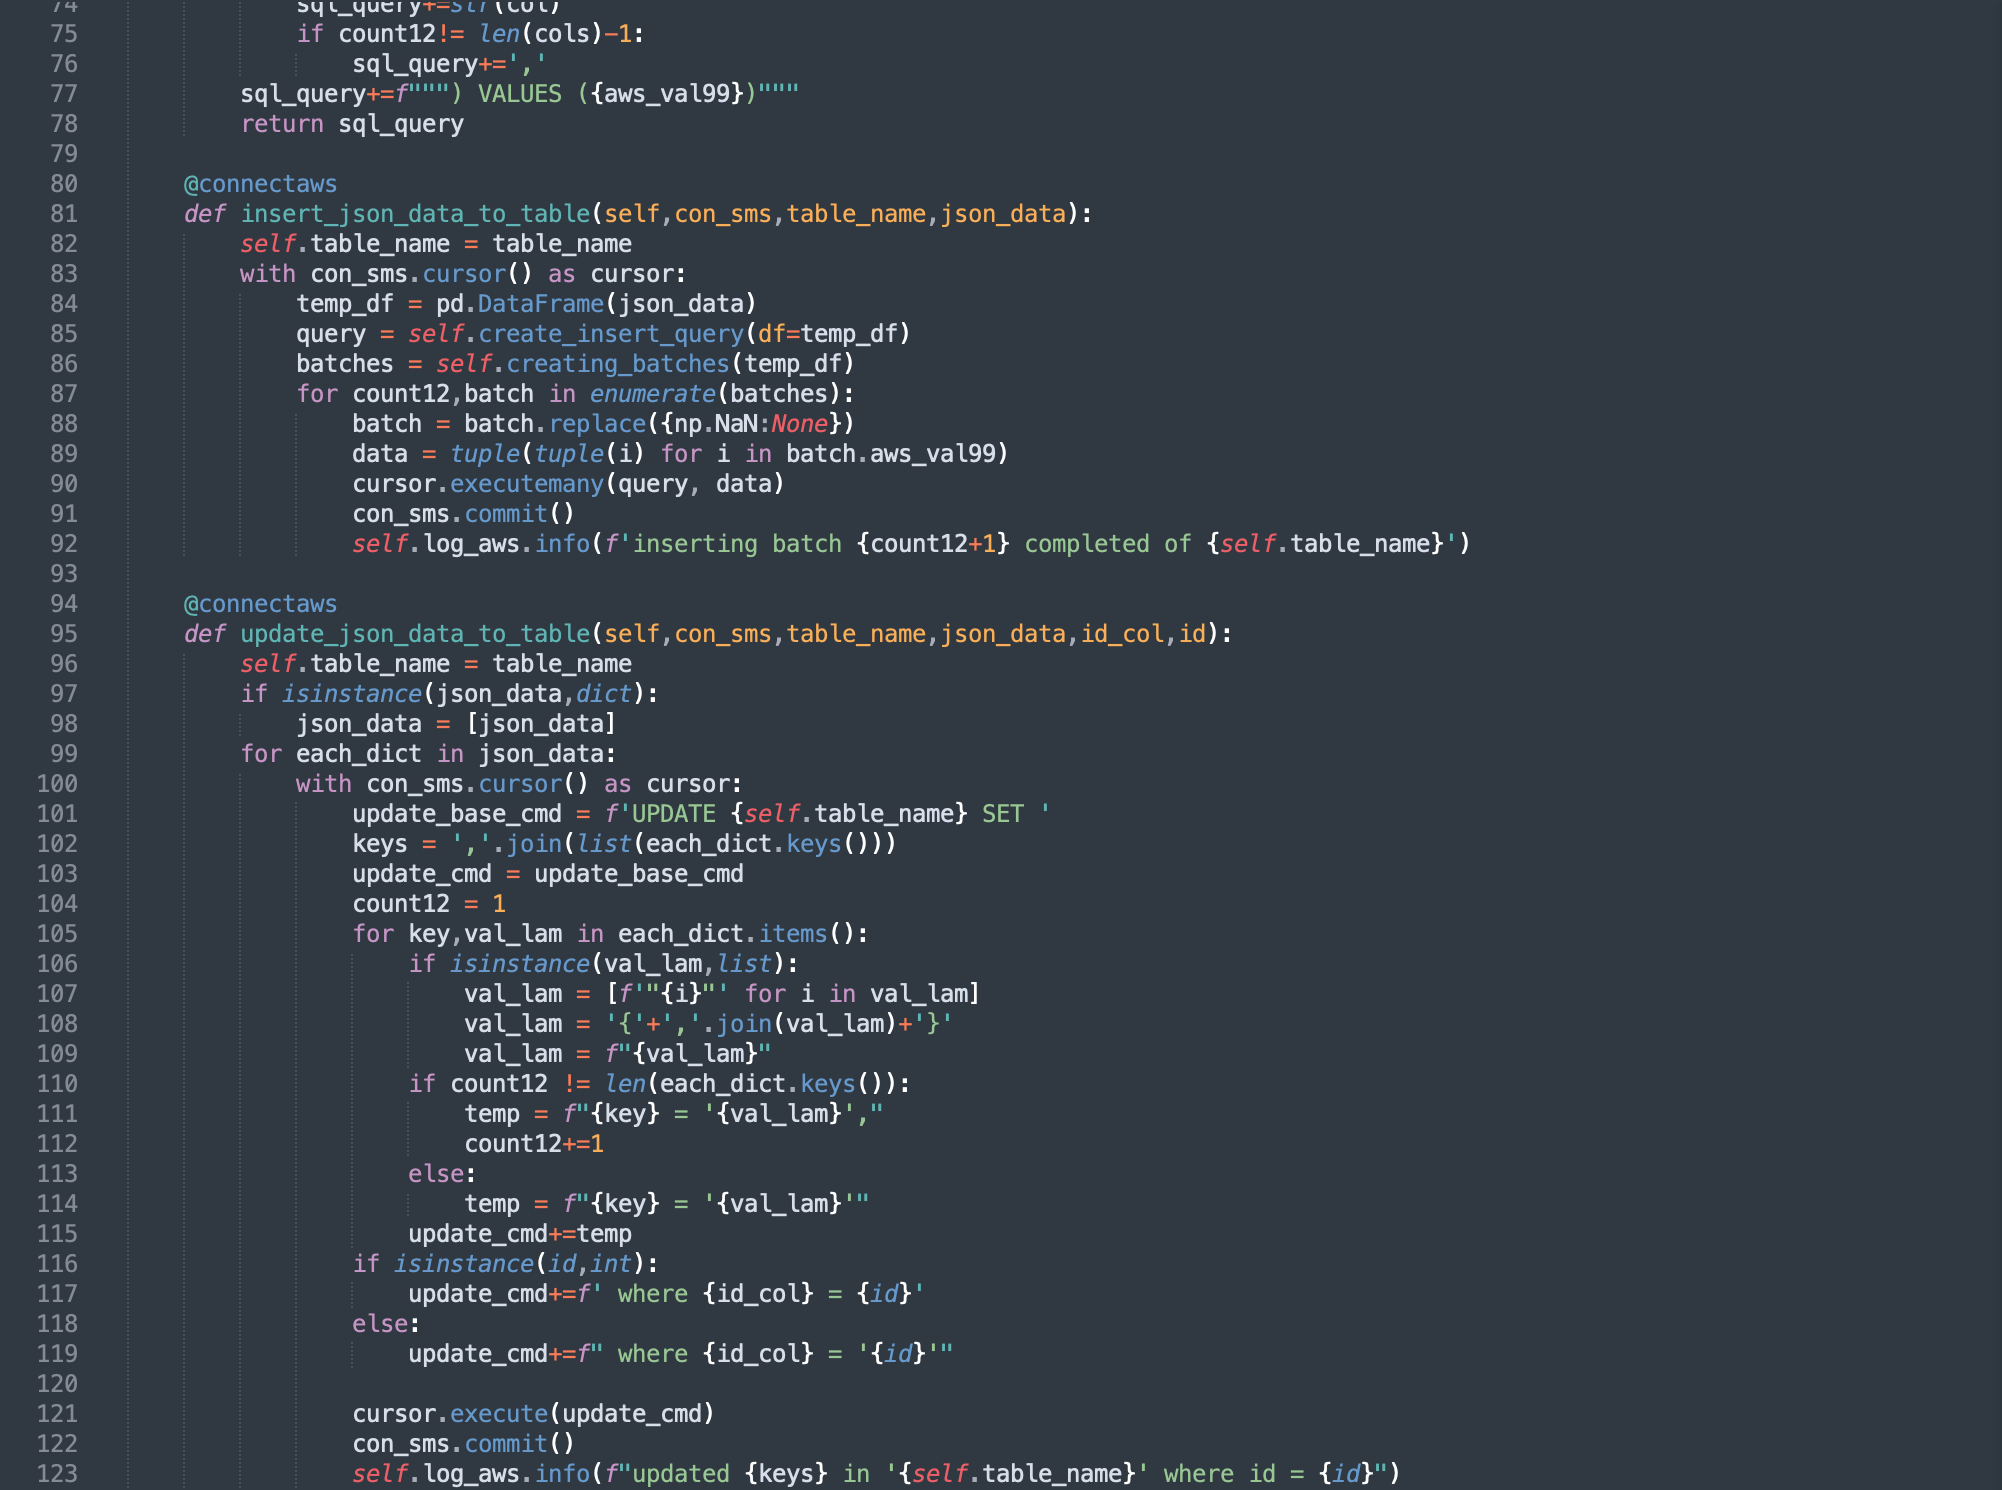 74 sql_query+=str(col)
75 if count12!= len(cols)-1:
76 sql_query+=','
77 sql_query+=f""") VALUES ({aws_val99})"""
78 return sql_query
79
80 @connectaws
81 def insert_json_data_to_table(self,con_sms,table_name,json_data):
82 self.table_name = table_name
83 with con_sms.cursor() as cursor:
84 temp_df = pd.DataFrame(json_data)
85 query = self.create_insert_query(df=temp_df)
86 batches = self.creating_batches(temp_df)
87 for count12,batch in enumerate(batches):
88 batch = batch.replace({np.NaN:None})
89 data = tuple(tuple(i) for i in batch.aws_val99)
90 cursor.executemany(query, data)
91 con_sms.commit()
92 self.log_aws.info(f'inserting batch {count12+1} completed of {self.table_name}')
93
94 @connectaws
95 def update_json_data_to_table(self,con_sms,table_name,json_data,id_col,id):
96 self.table_name = table_name
97 if isinstance(json_data,dict):
98 json_data = [json_data]
99 for each_dict in json_data:
100 with con_sms.cursor() as cursor:
101 update_base_cmd = f'UPDATE {self.table_name} SET '
102 keys = ','.join(list(each_dict.keys()))
103 update_cmd = update_base_cmd
104 count12 = 1
105 for key,val_lam in each_dict.items():
106 if isinstance(val_lam,list):
107 val_lam = [f'"{i}"' for i in val_lam]
108 val_lam = '{'+','.join(val_lam)+'}'
109 val_lam = f"{val_lam}"
110 if count12 != len(each_dict.keys()):
111 temp = f"{key} = '{val_lam}',"
112 count12+=1
113 else:
114 temp = f"{key} = '{val_lam}'"
115 update_cmd+=temp
116 if isinstance(id,int):
117 update_cmd+=f' where {id_col} = {id}'
118 else:
119 update_cmd+=f" where {id_col} = '{id}'"
120
121 cursor.execute(update_cmd)
122 con_sms.commit()
123 self.log_aws.info(f"updated {keys} in '{self.table_name}' where id = {id}")